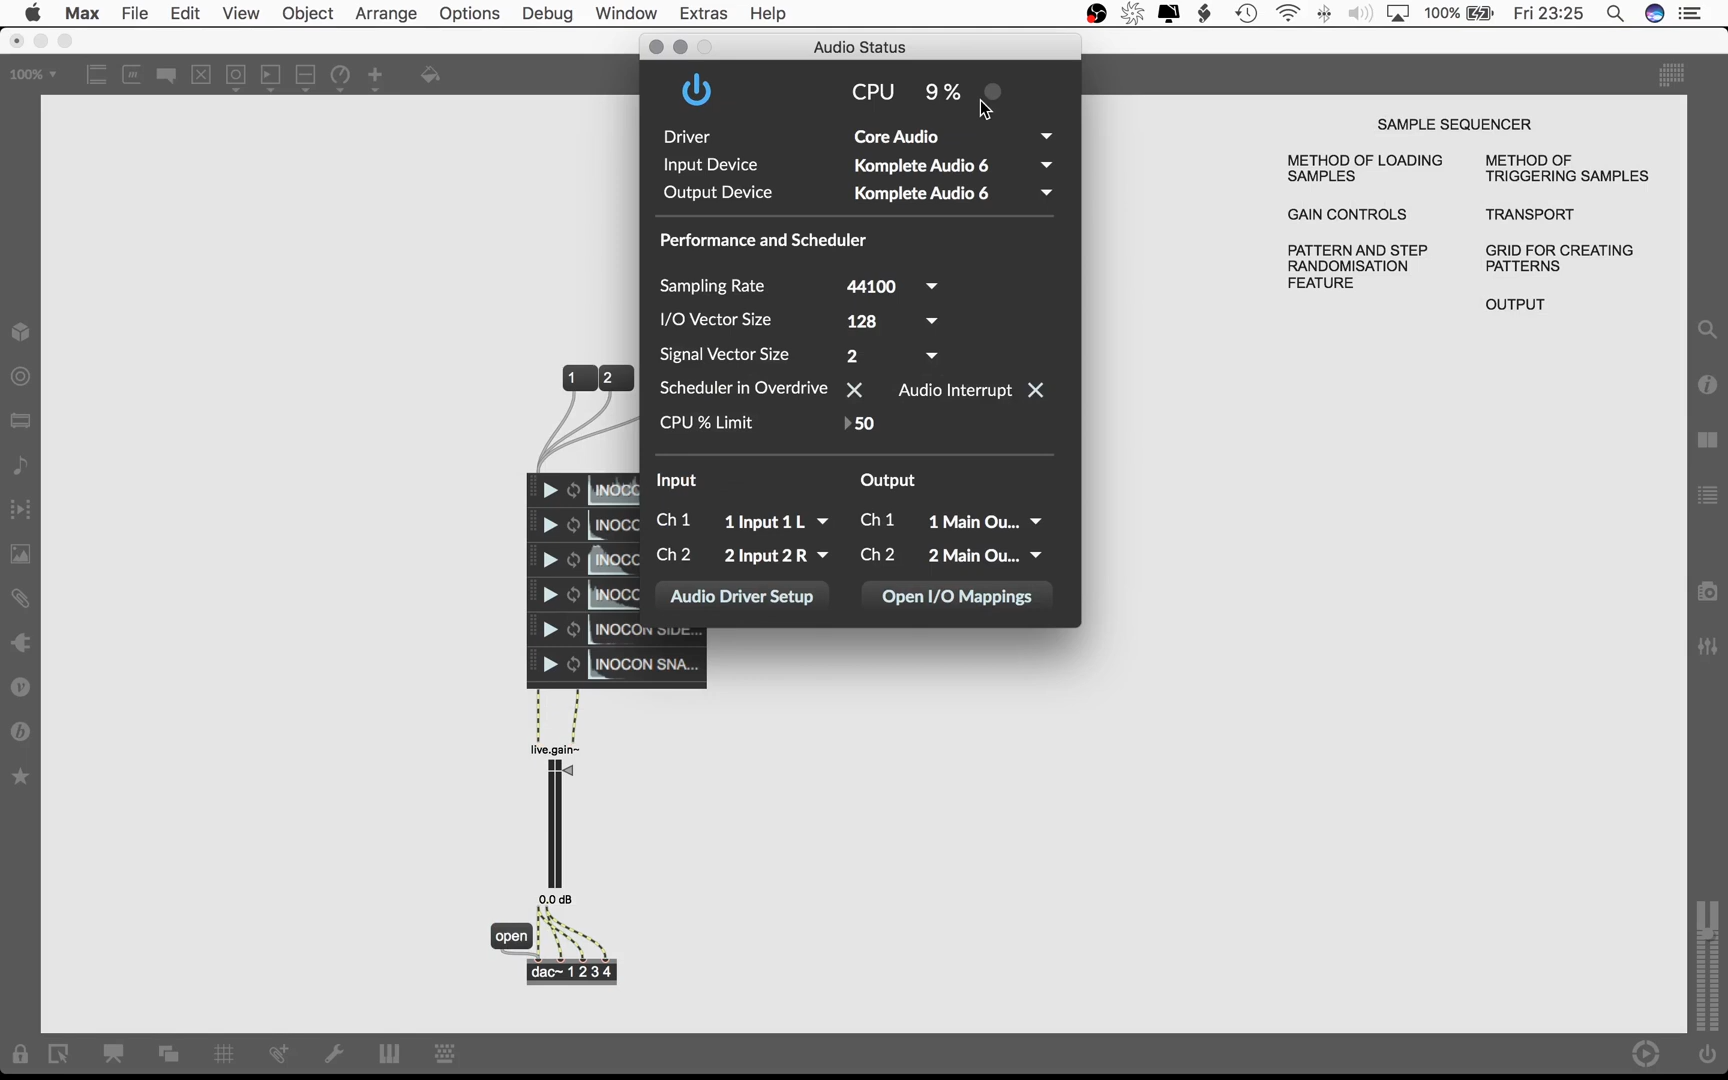 Max File Edit View Object Arrange Options Debug Window Extras Help 100% Fri 23:25
Audio Status
100%
CPU 9 %
Driver Core Audio
Input Device Komplete Audio 6
Output Device Komplete Audio 6
Performance and Scheduler
Sampling Rate 44100
I/O Vector Size 128
Signal Vector Size 2
Scheduler in Overdrive Audio Interrupt
CPU % Limit 50
Input Output
Ch 1 1 Input 1 L Ch 1 1 Main Ou...
Ch 2 2 Input 2 R Ch 2 2 Main Ou...
Audio Driver Setup Open I/O Mappings
SAMPLE SEQUENCER
METHOD OF LOADING
SAMPLES
METHOD OF
TRIGGERING SAMPLES
GAIN CONTROLS
TRANSPORT
PATTERN AND STEP
RANDOMISATION
FEATURE
GRID FOR CREATING
PATTERNS
OUTPUT
1 2
INOCO
INOCO
INOCO
INOCO
INOCON SIDE...
INOCON SNA...
live.gain~
0.0 dB
open
dac~ 1 2 3 4